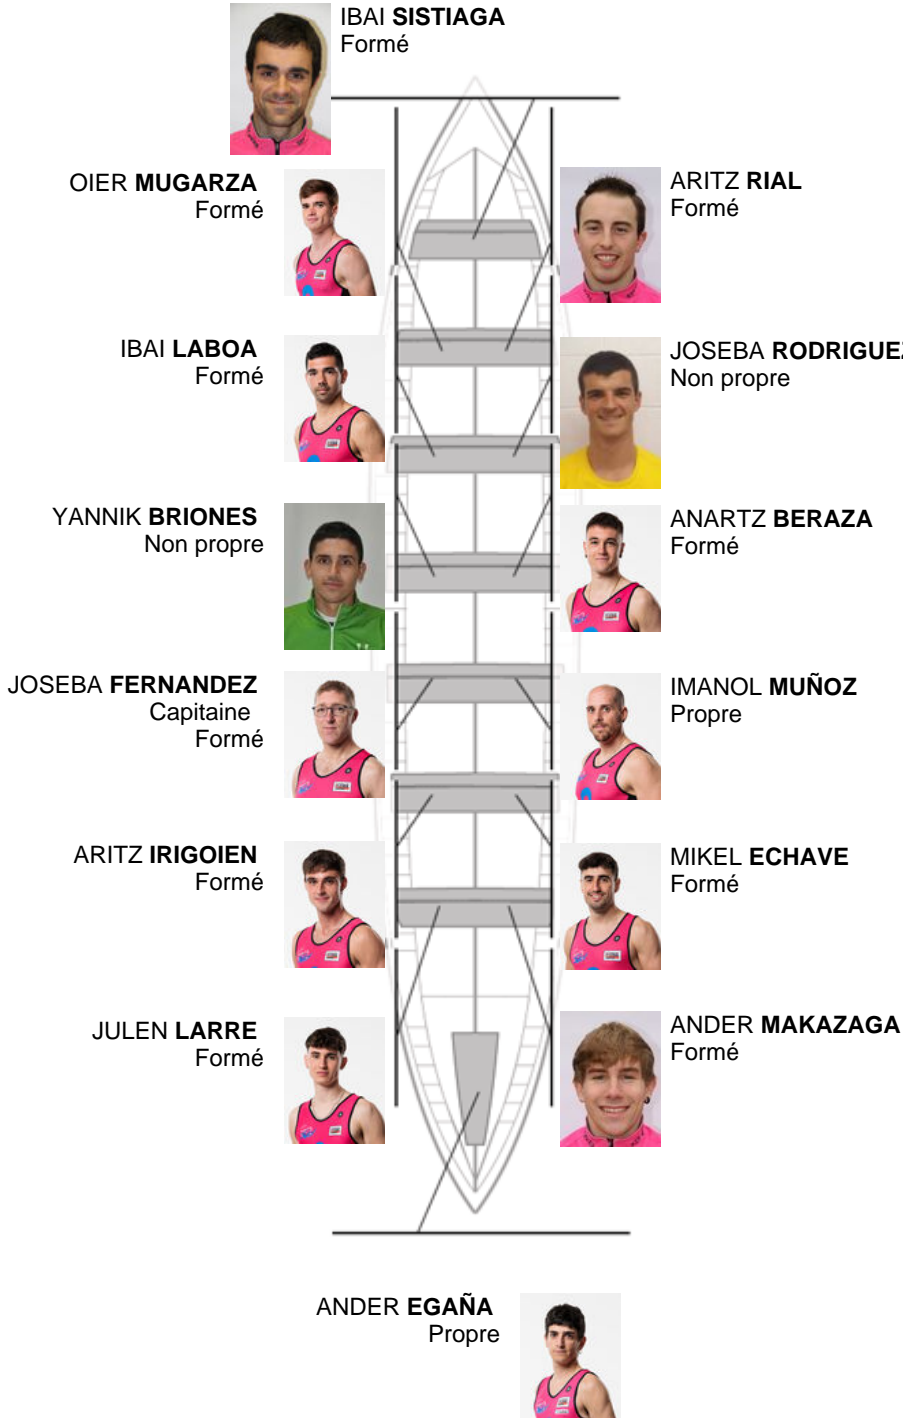 IBAI SISTIAGA
Formé
OIER MUGARZA
Formé
ARITZ RIAL
Formé
IBAI LABOA
Formé
JOSEBA RODRIGUEZ
Non propre
YANNIK BRIONES
Non propre
ANARTZ BERAZA
Formé
JOSEBA FERNANDEZ
Capitaine
Formé
IMANOL MUÑOZ
Propre
ARITZ IRIGOIEN
Formé
MIKEL ECHAVE
Formé
JULEN LARRE
Formé
ANDER MAKAZAGA
Formé
ANDER EGAÑA
Propre